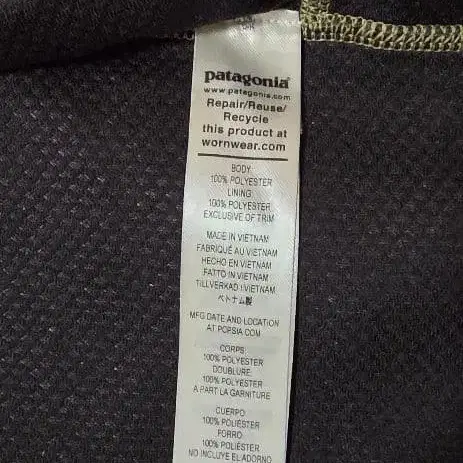 patagonia
www.patagonia.com
Repair/Reuse/
Recycle
this product at
wornwear.com
BODY
100% POLYESTER
LINING
100% POLYESTER
EXCLUSIVE OF TRIM
MADE IN VIETNAM
FABRIQUÉ AU VIETNAM
HECHO EN VIETNAM
FATTO IN VIETNAM
TILLVERKAD I VIETNAM
ベトナム製
MFG DATE AND LOCATION
AT POPSIA.COM
CORPS
100% POLYESTER
DOUBLURE
100% POLYESTER
A PART LA GARNITURE
CUERPO
100% POLIÉSTER
FORRO
100% POLIÉSTER
NO INCLUYE EL ADORNO